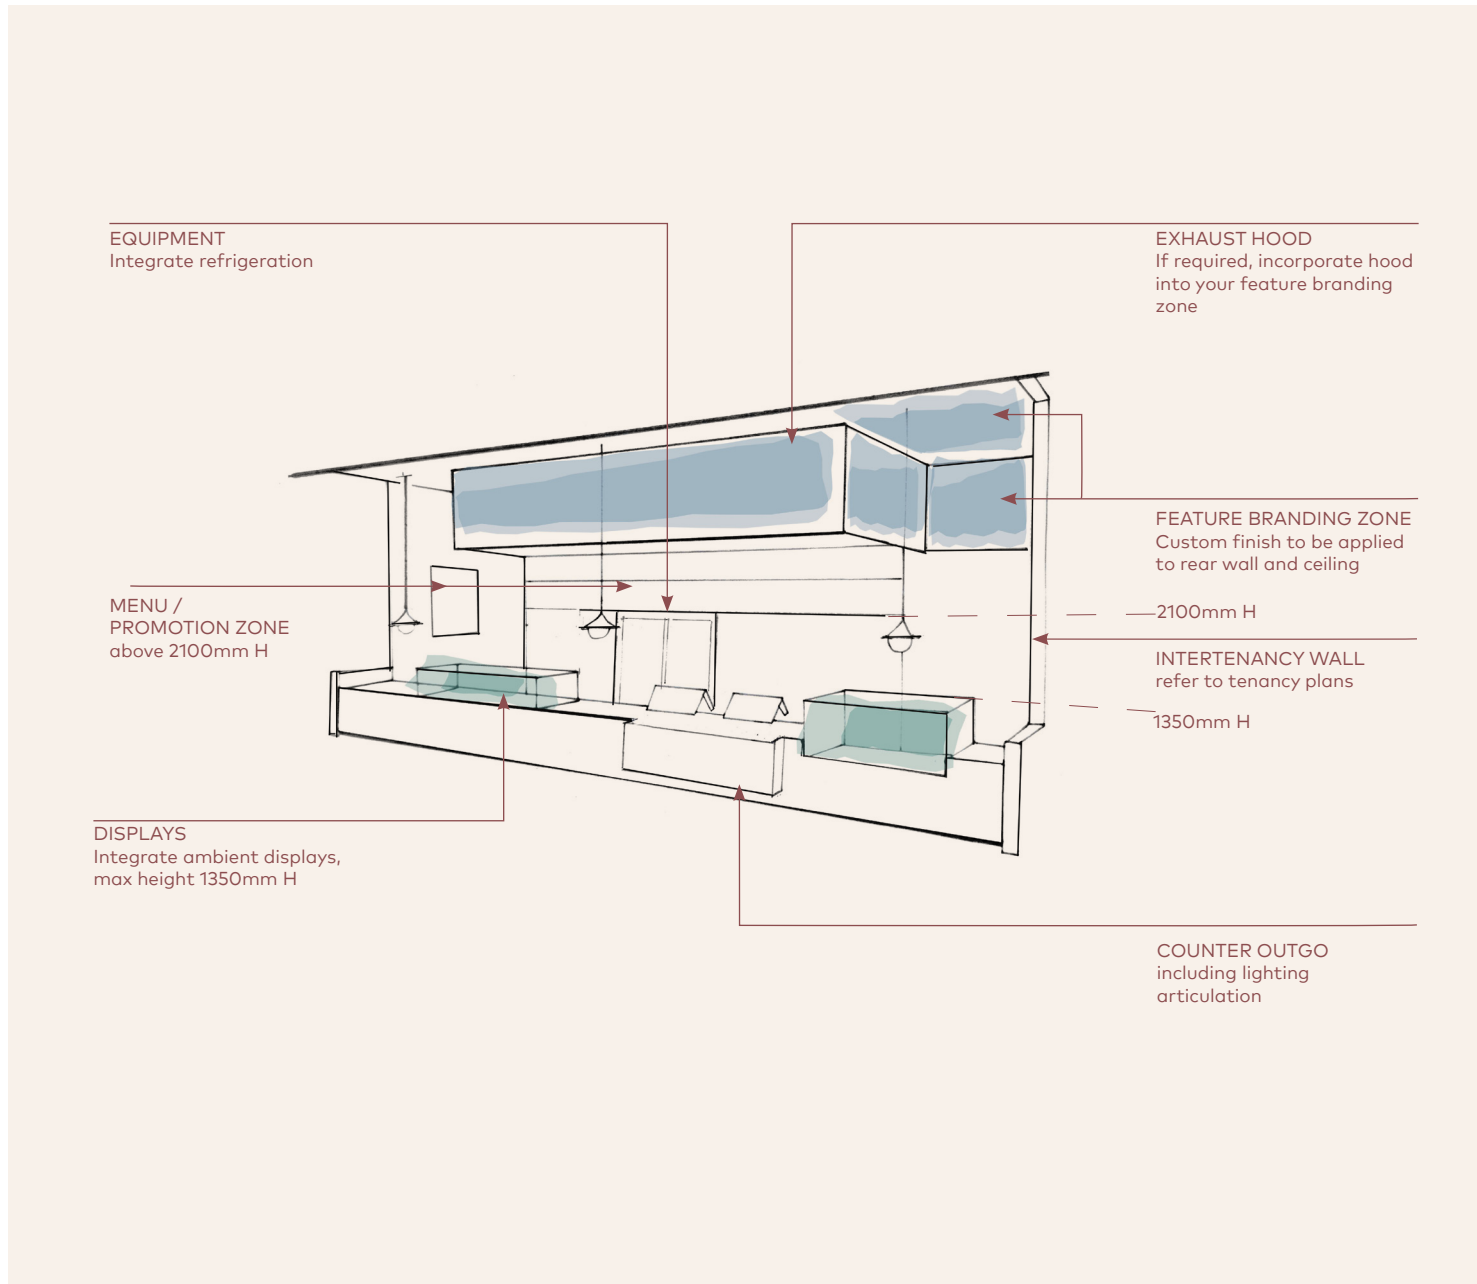 EQUIPMENT
Integrate refrigeration
EXHAUST HOOD
If required, incorporate hood
into your feature branding
zone
FEATURE BRANDING ZONE
Custom finish to be applied
to rear wall and ceiling
MENU /
PROMOTION ZONE
above 2100mm H
2100mm H
INTERTENANCY WALL
refer to tenancy plans
1350mm H
DISPLAYS
Integrate ambient displays,
max height 1350mm H
COUNTER OUTGO
including lighting
articulation